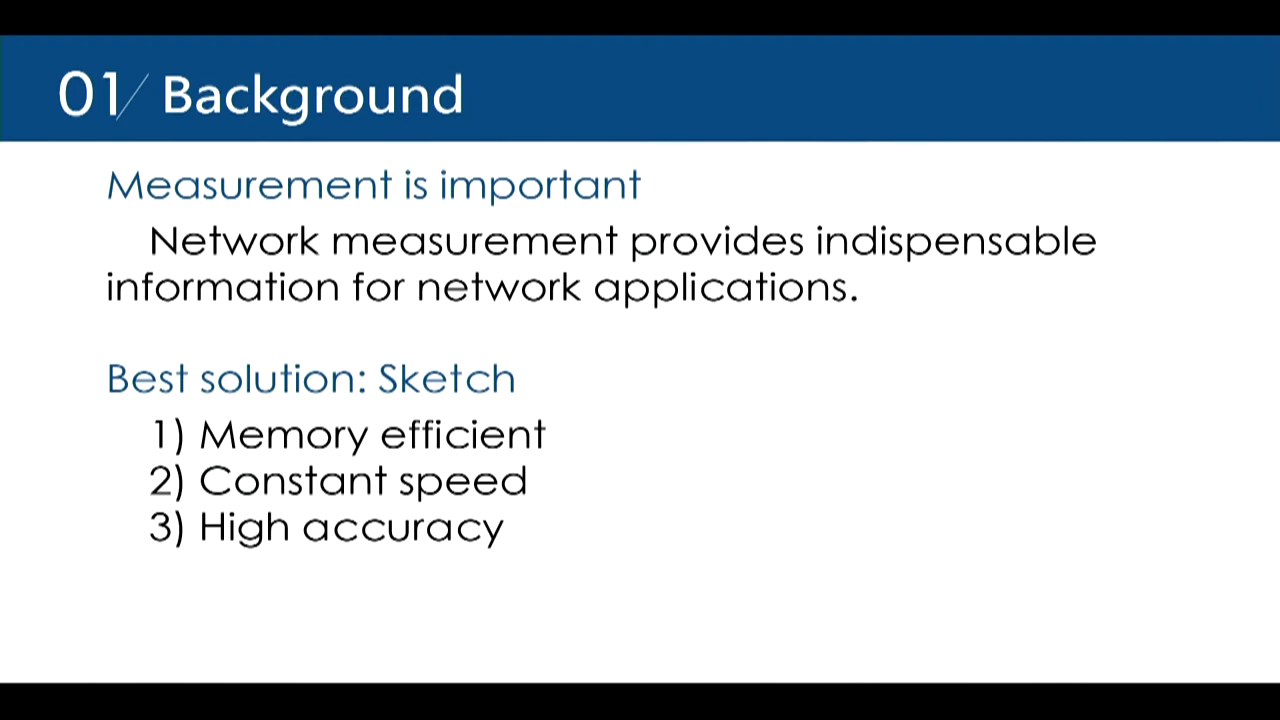 01/ Background
Measurement is important
Network measurement provides indispensable
information for network applications.
Best solution: Sketch
1) Memory efficient
2) Constant speed
3) High accuracy